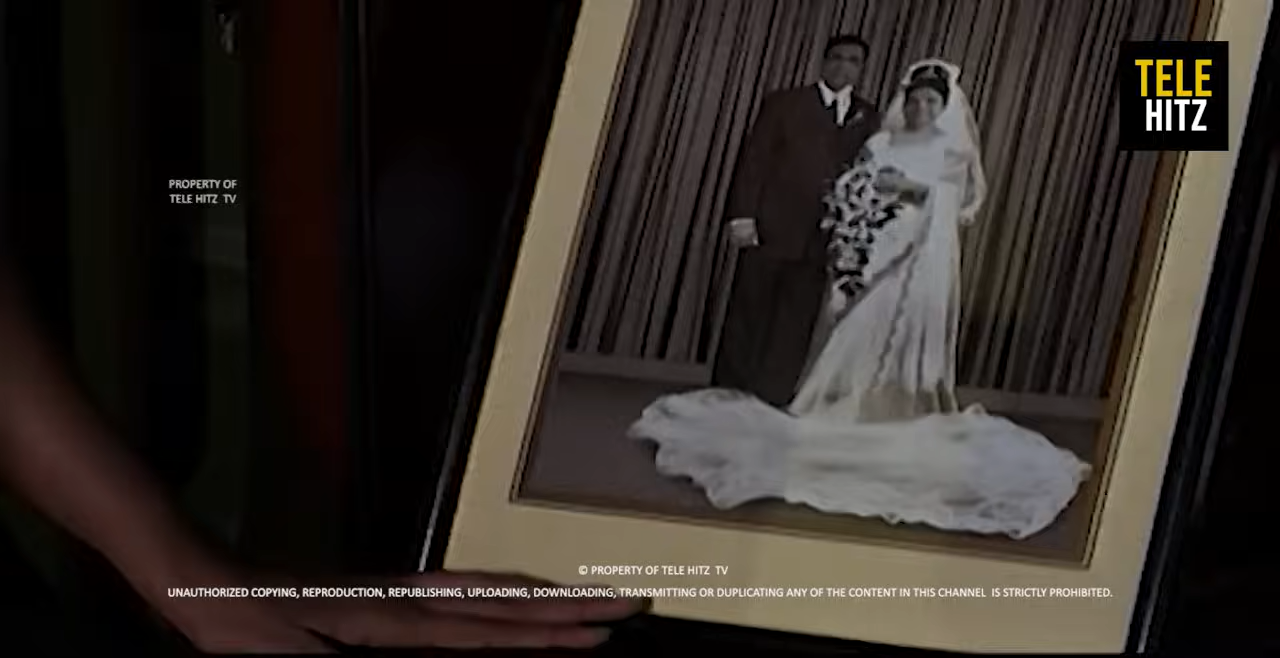 TELE
HITZ
PROPERTY OF
TELE HITZ TV
© PROPERTY OF TELE HITZ TV
UNAUTHORIZED COPYING, REPRODUCTION, REPUBLISHING, UPLOADING, DOWNLOADING, TRANSMITTING OR DUPLICATING ANY OF THE CONTENT IN THIS CHANNEL IS STRICTLY PROHIBITED.